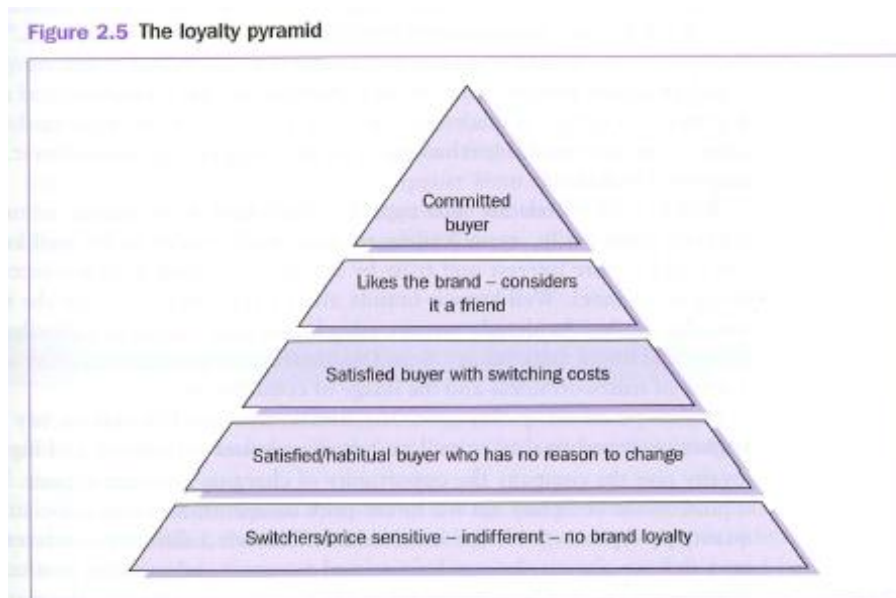 Figure 2.5 The loyalty pyramid
Committed
buyer
Likes the brand – considers
it a friend
Satisfied buyer with switching costs
Satisfied/habitual buyer who has no reason to change
Switchers/price sensitive – indifferent – no brand loyalty